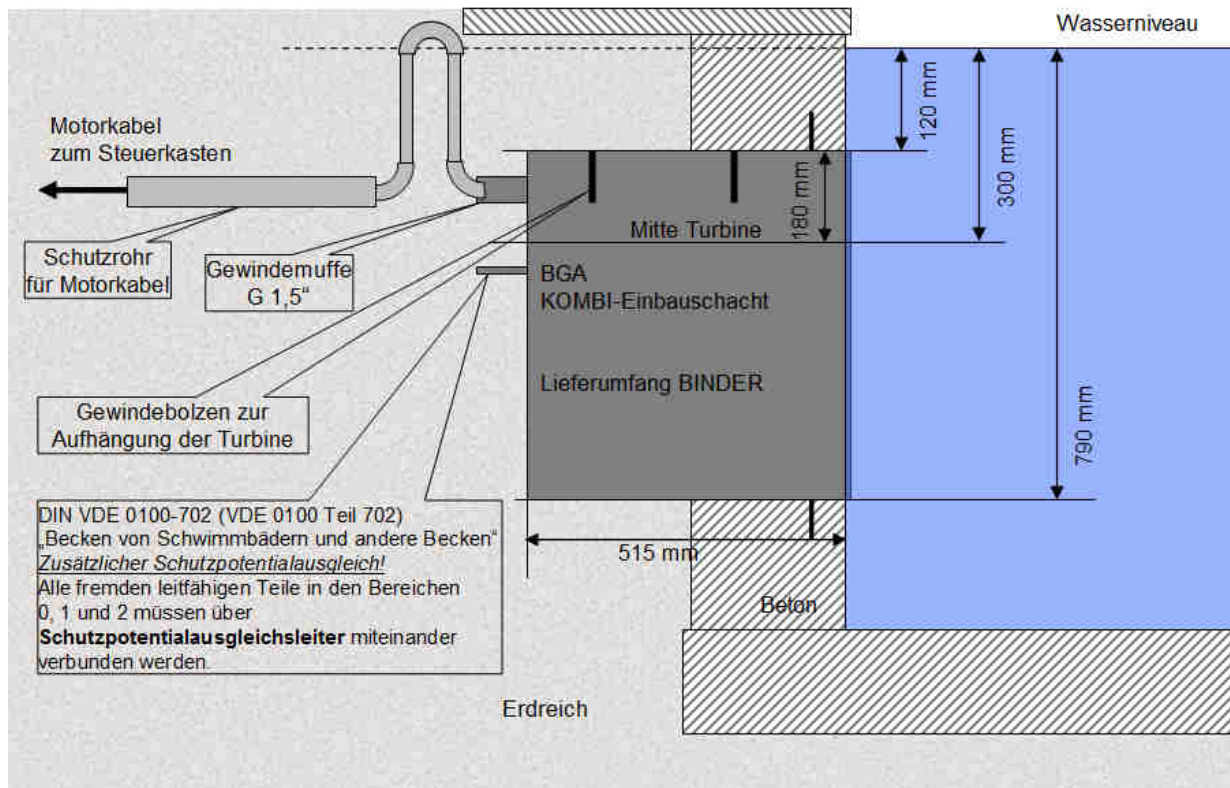 Wasserniveau
120 mm
300 mm
Motorkabel
zum Steuerkasten
180 mm
Mitte Turbine
Schutzrohr
für Motorkabel
Gewindemuffe
G 1,5“
BGA
KOMBI-Einbauschacht
Lieferumfang BINDER
790 mm
Gewindebolzen zur
Aufhängung der Turbine
DIN VDE 0100-702 (VDE 0100 Teil 702)
„Becken von Schwimmbädern und andere Becken“
Zusätzlicher Schutzpotentialausgleich!
Alle fremden leitfähigen Teile in den Bereichen
0, 1 und 2 müssen über
Schutzpotentialausgleichsleiter miteinander
verbunden werden.
515 mm
Beton
Erdreich